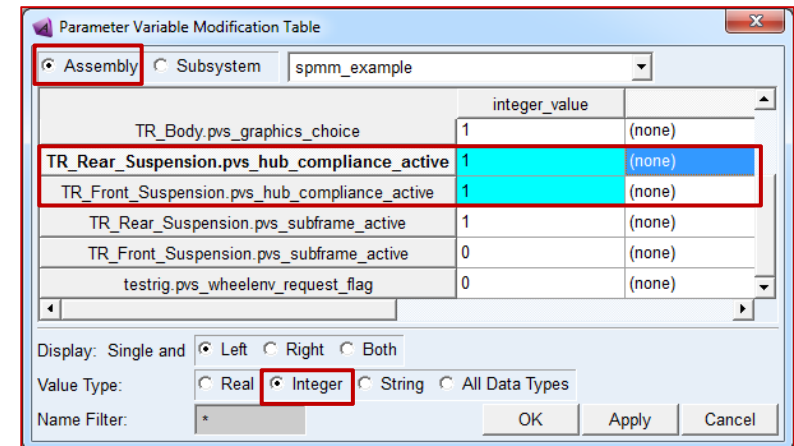 Parameter Variable Modification Table
x
Assembly Subsystem spmm_example
integer_value
TR_Body.pvs_graphics_choice 1 (none)
TR_Rear_Suspension.pvs_hub_compliance_active 1 (none)
TR_Front_Suspension.pvs_hub_compliance_active 1 (none)
TR_Rear_Suspension.pvs_subframe_active 1 (none)
TR_Front_Suspension.pvs_subframe_active 0 (none)
testrig.pvs_wheelenv_request_flag 0 (none)
Display: Single and Left Right Both
Value Type: Real Integer String All Data Types
Name Filter: * OK Apply Cancel